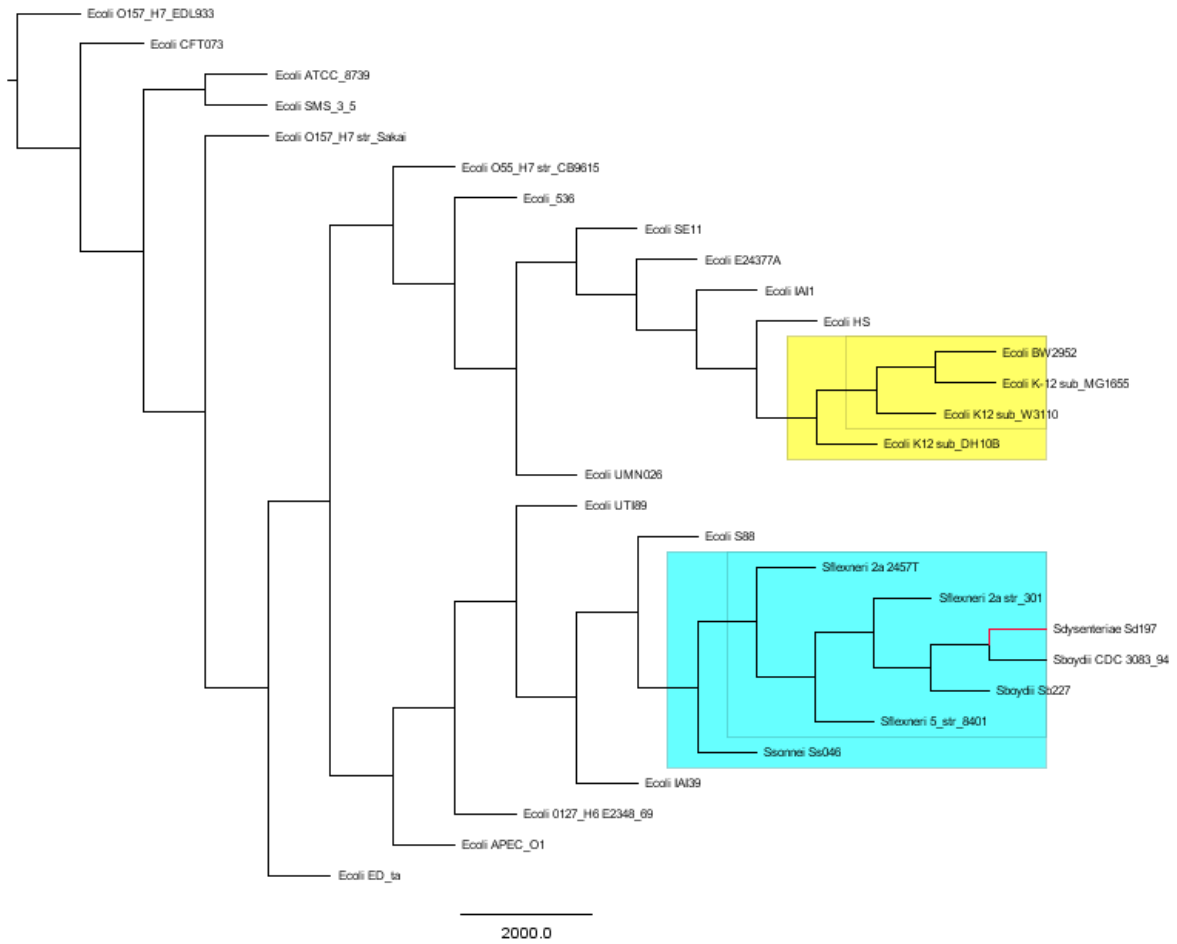 Ecoli O157_H7_EDL933
Ecoli CFT073
Ecoli ATCC_8739
Ecoli SMS_3_5
Ecoli O157_H7 str_Sakai
Ecoli O55_H7 str_CB9615
Ecoli_536
Ecoli SE11
Ecoli E24377A
Ecoli IAI1
Ecoli HS
Ecoli BW2952
Ecoli K-12 sub_MG1655
Ecoli K12 sub_W3110
Ecoli K12 sub_DH10B
Ecoli UMN026
Ecoli UTI89
Ecoli S88
Sflexneri 2a 2457T
Sflexneri 2a str_301
Sdysenteriae Sd197
Sboydii CDC 3083_94
Sboydii Sb227
Sflexneri 5_str_8401
Ssonnei Ss046
Ecoli IAI39
Ecoli 0127_H6 E2348_69
Ecoli APEC_O1
Ecoli ED_ta
2000.0